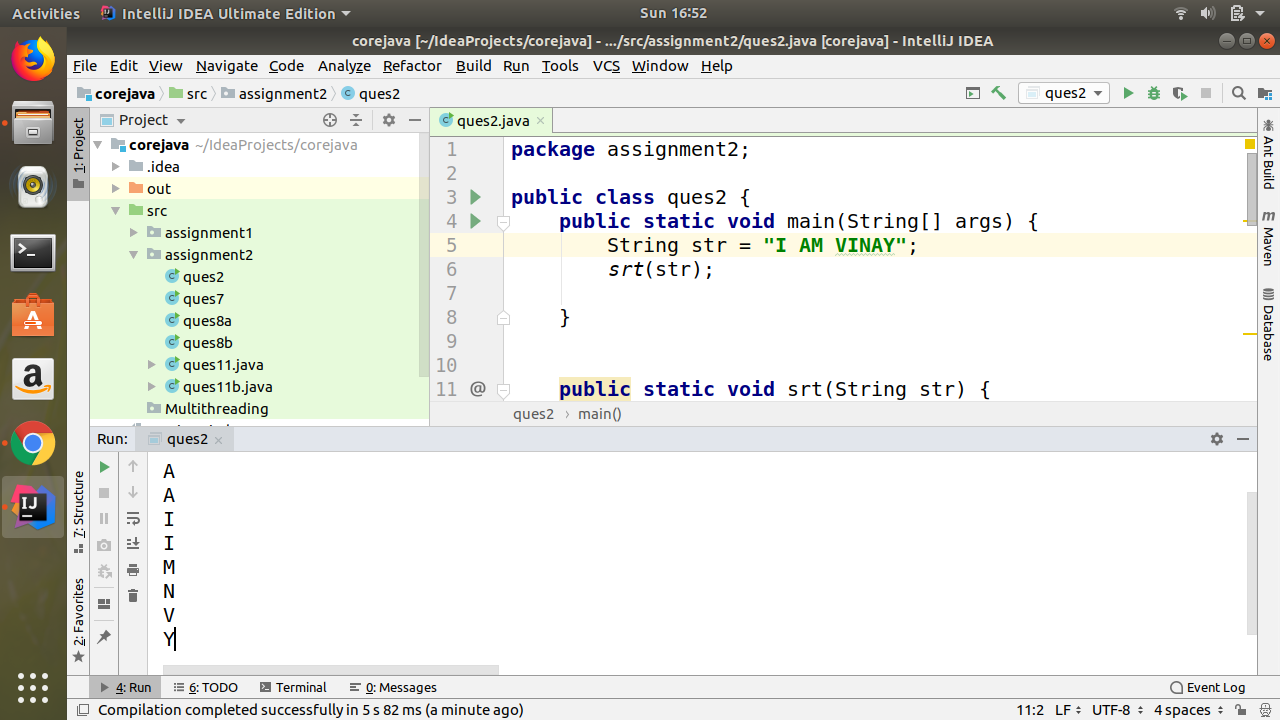 Activities IntelliJ IDEA Ultimate Edition Sun 16:52
corejava [~/IdeaProjects/corejava] - .../src/assignment2/ques2.java [corejava] - IntelliJ IDEA
File Edit View Navigate Code Analyze Refactor Build Run Tools VCS Window Help
corejava src assignment2 ques2 ques2
Project
ques2.java
1: Project
corejava ~/IdeaProjects/corejava
.idea
out
src
assignment1
assignment2
ques2
ques7
ques8a
ques8b
ques11.java
ques11b.java
Multithreading
1 package assignment2;
2
3 public class ques2 {
4 public static void main(String[] args) {
5 String str = "I AM VINAY";
6 srt(str);
7
8 }
9
10
11 @ public static void srt(String str) {
ques2 › main()
Ant Build
m Maven
Database
Run: ques2
7: Structure
2: Favorites
A
A
I
I
M
N
V
Y
4: Run 6: TODO Terminal 0: Messages Event Log
Compilation completed successfully in 5 s 82 ms (a minute ago) 11:2 LF UTF-8 4 spaces